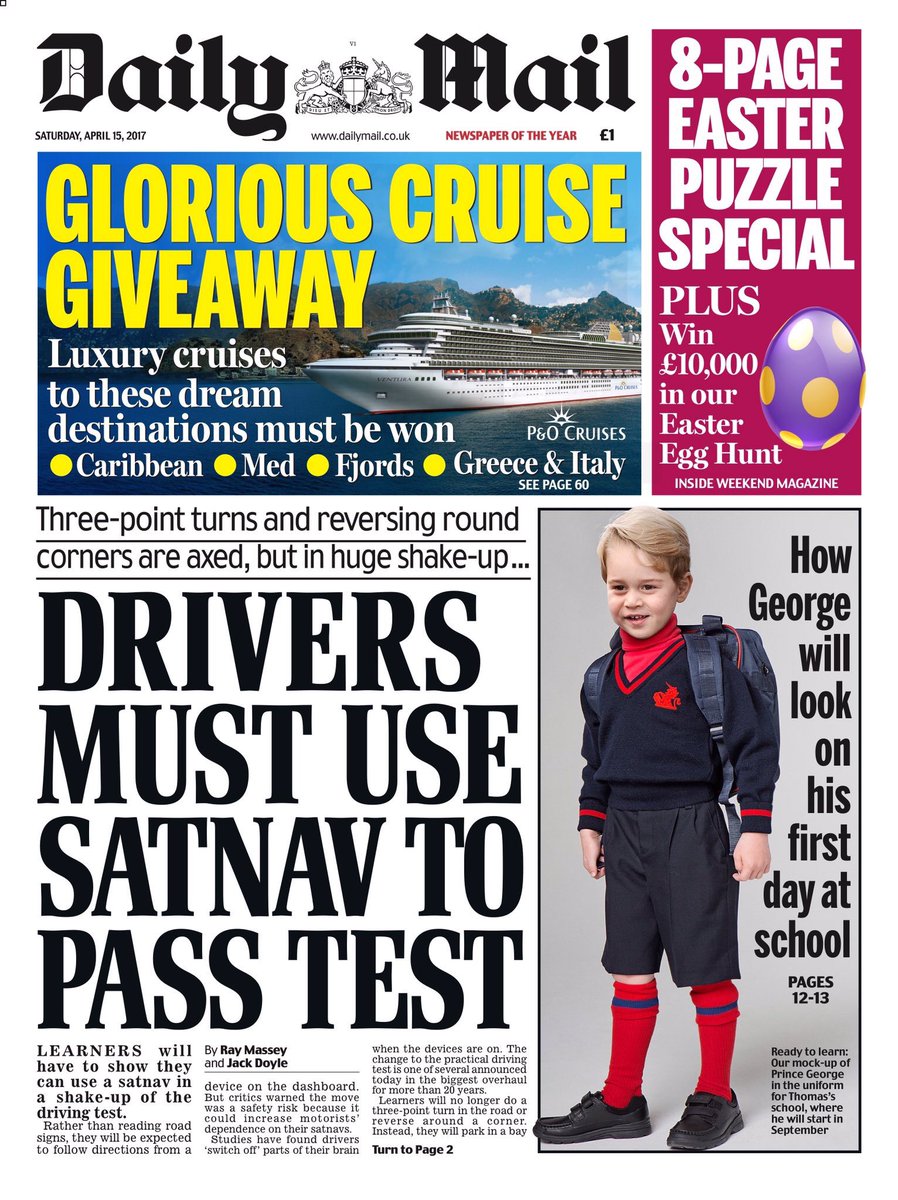 Daily Mail
V1
DIEU ET MON DROIT
SATURDAY, APRIL 15, 2017
www.dailymail.co.uk
NEWSPAPER OF THE YEAR
£1
GLORIOUS CRUISE
GIVEAWAY
Luxury cruises
to these dream
destinations must be won
Caribbean
Med
Fjords
Greece & Italy
SEE PAGE 60
VENTURA
P&O CRUISES
P&O CRUISES
8-PAGE
EASTER
PUZZLE
SPECIAL
PLUS
Win
£10,000
in our
Easter
Egg Hunt
INSIDE WEEKEND MAGAZINE
Three-point turns and reversing round
corners are axed, but in huge shake-up...
DRIVERS
MUST USE
SATNAV TO
PASS TEST
LEARNERS will
have to show they
can use a satnav in
a shake-up of the
driving test.
Rather than reading road
signs, they will be expected
to follow directions from a
By Ray Massey
and Jack Doyle
device on the dashboard.
But critics warned the move
was a safety risk because it
could increase motorists’
dependence on their satnavs.
Studies have found drivers
‘switch off’ parts of their brain
when the devices are on. The
change to the practical driving
test is one of several announced
today in the biggest overhaul
for more than 20 years.
Learners will no longer do a
three-point turn in the road or
reverse around a corner.
Instead, they will park in a bay
Turn to Page 2
How
George
will
look
on
his
first
day at
school
PAGES
12-13
Ready to learn:
Our mock-up of
Prince George
in the uniform
for Thomas’s
school, where
he will start in
September